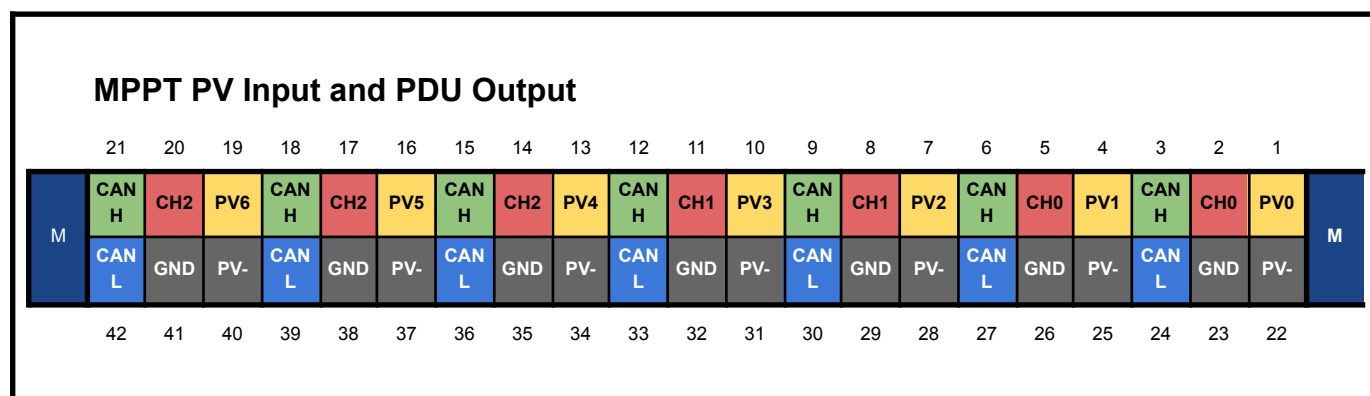 MPPT PV Input and PDU Output
21 20 19 18 17 16 15 14 13 12 11 10 9 8 7 6 5 4 3 2 1
M CAN H CH2 PV6 CAN H CH2 PV5 CAN H CH2 PV4 CAN H CH1 PV3 CAN H CH1 PV2 CAN H CH0 PV1 CAN H CH0 PV0 M
CAN L GND PV- CAN L GND PV- CAN L GND PV- CAN L GND PV- CAN L GND PV- CAN L GND PV- CAN L GND PV-
42 41 40 39 38 37 36 35 34 33 32 31 30 29 28 27 26 25 24 23 22